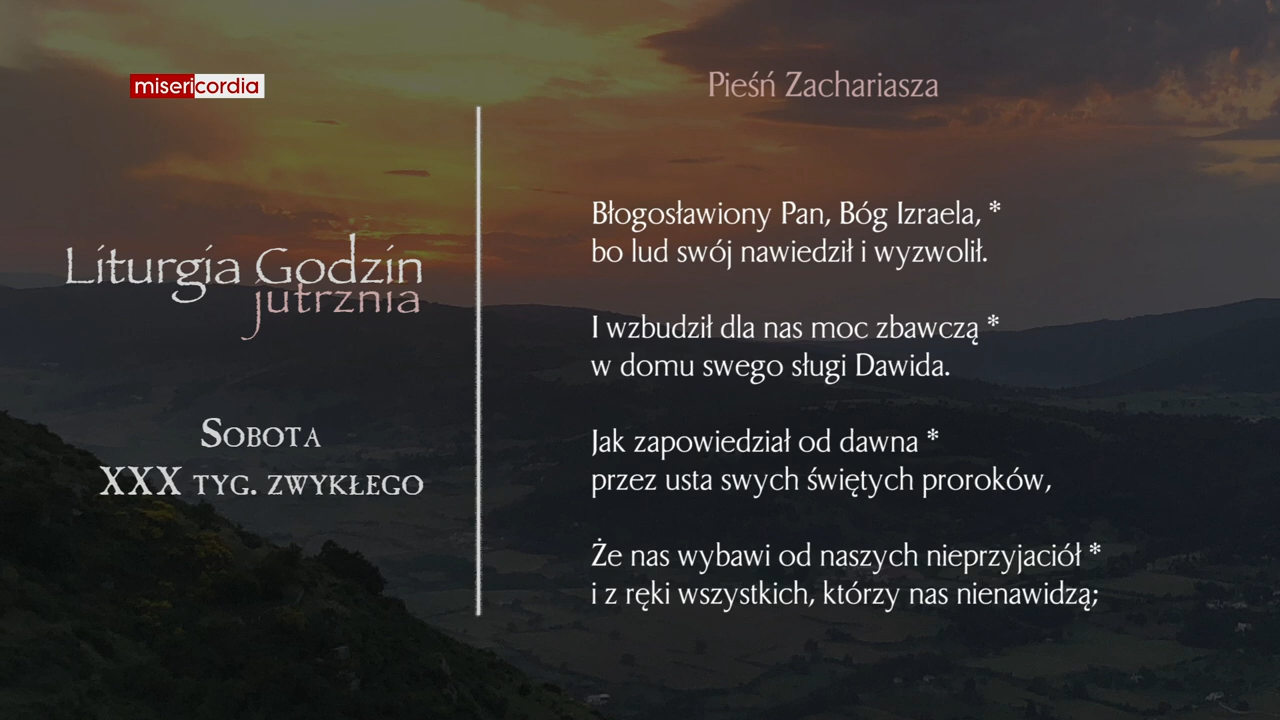 misericordia
Liturgia Godzin
jutrznia
Sobota
XXX tyg. zwykłego
Pieśń Zachariasza
Błogosławiony Pan, Bóg Izraela, *
bo lud swój nawiedził i wyzwolił.
I wzbudził dla nas moc zbawczą *
w domu swego sługi Dawida.
Jak zapowiedział od dawna *
przez usta swych świętych proroków,
Że nas wybawi od naszych nieprzyjaciół *
i z ręki wszystkich, którzy nas nienawidzą;